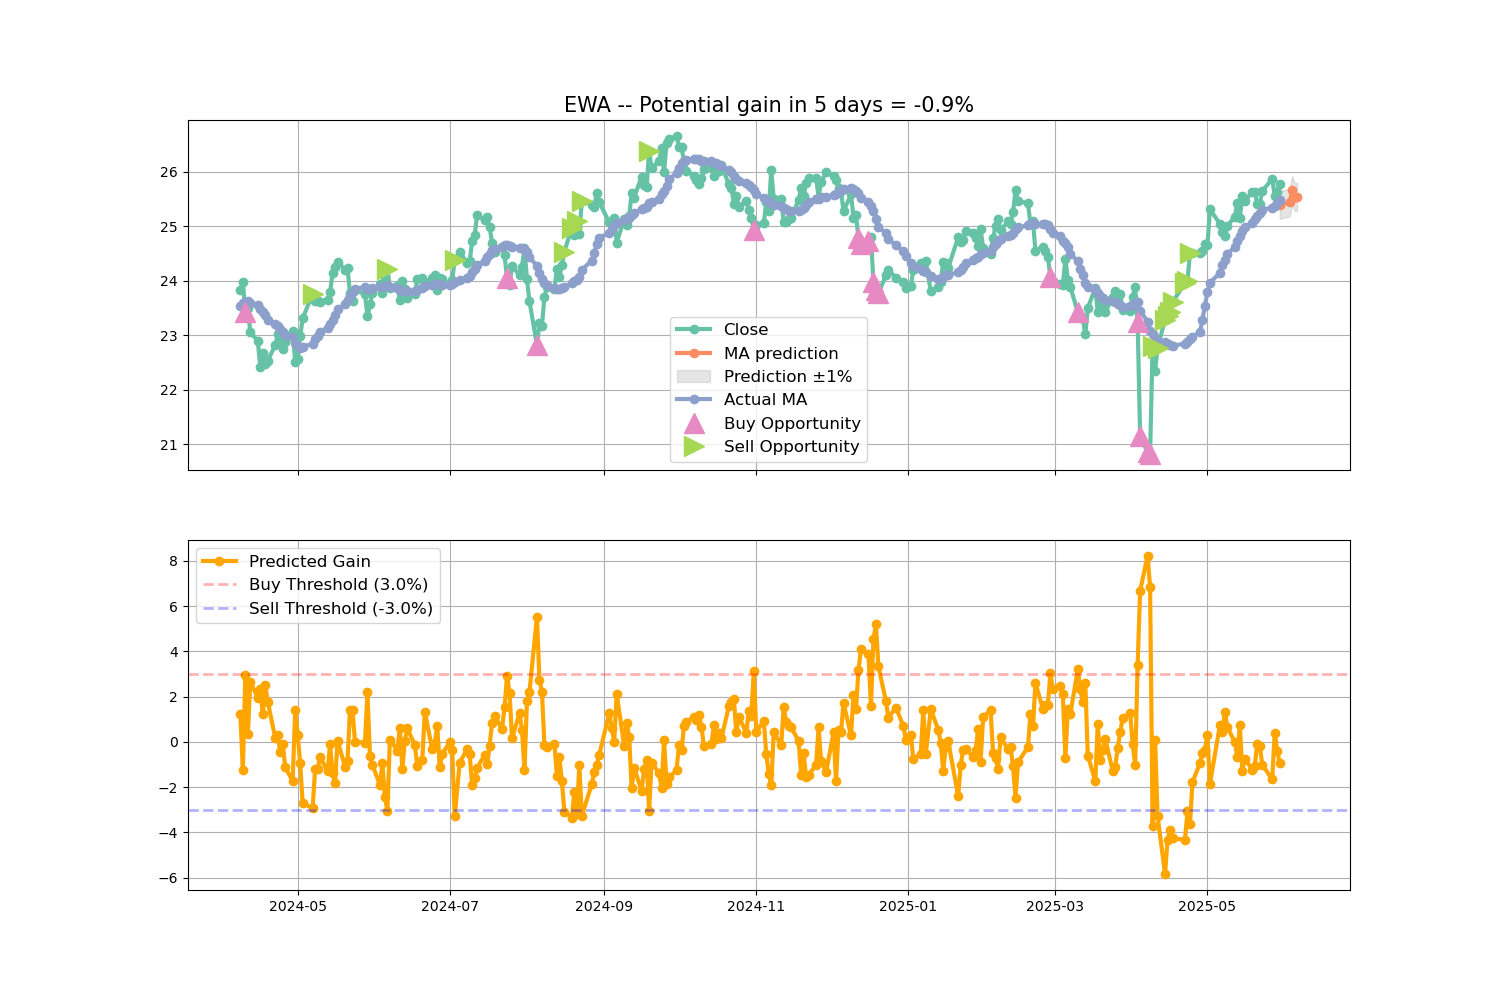 EWA -- Potential gain in 5 days = -0.9%
26
25
24
23
22
21
Close
MA prediction
Prediction ±1%
Actual MA
Buy Opportunity
Sell Opportunity
8
6
4
2
0
−2
−4
−6
Predicted Gain
Buy Threshold (3.0%)
Sell Threshold (-3.0%)
2024-05 2024-07 2024-09 2024-11 2025-01 2025-03 2025-05